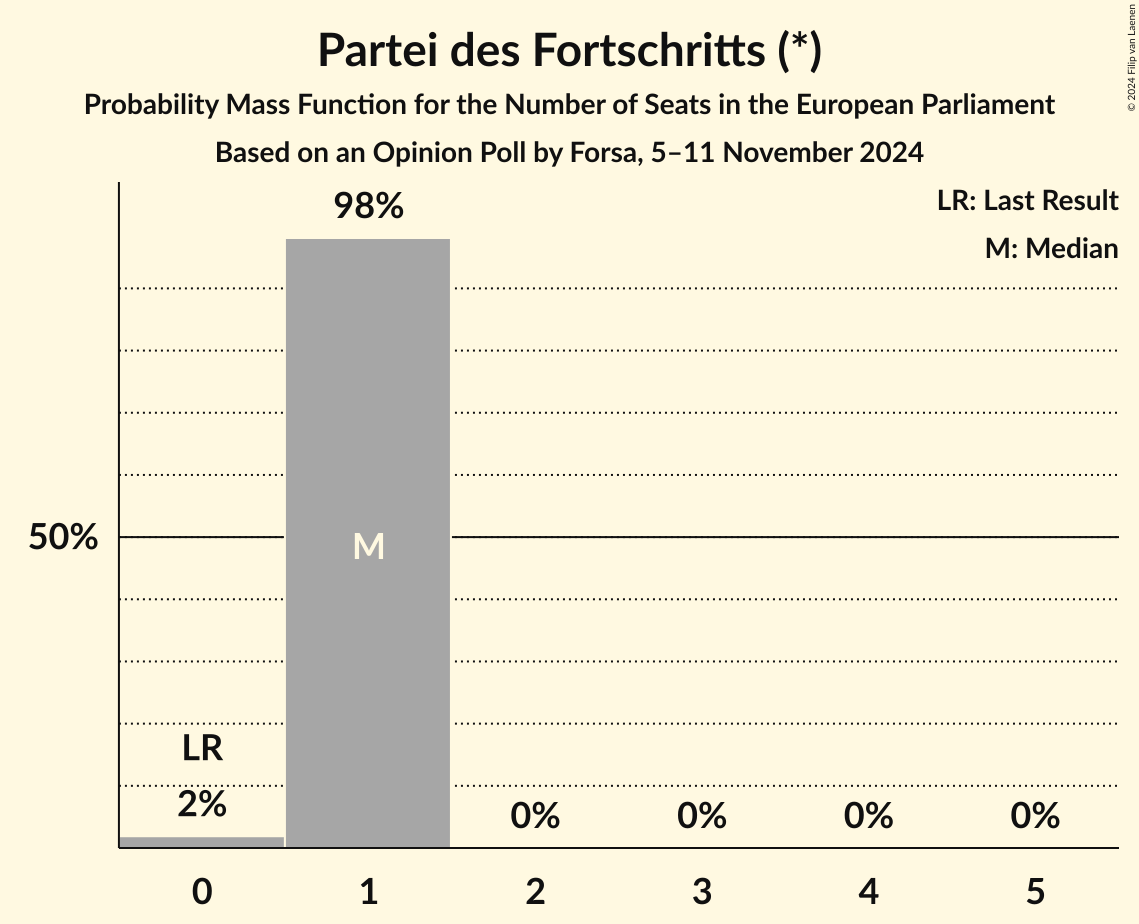 Partei des Fortschritts (*)
Probability Mass Function for the Number of Seats in the European Parliament
Based on an Opinion Poll by Forsa, 5–11 November 2024
© 2024 Filip van Laenen
LR: Last Result
M: Median
98%
50%
M
LR
2%
0%
0%
0%
0%
0
1
2
3
4
5